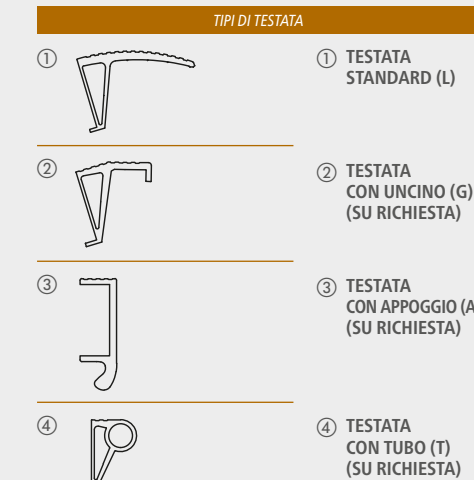 TIPI DI TESTATA
① ① TESTATA
STANDARD (L)
② ② TESTATA
CON UNCINO (G)
(SU RICHIESTA)
③ ③ TESTATA
CON APPOGGIO (A
(SU RICHIESTA)
④ ④ TESTATA
CON TUBO (T)
(SU RICHIESTA)